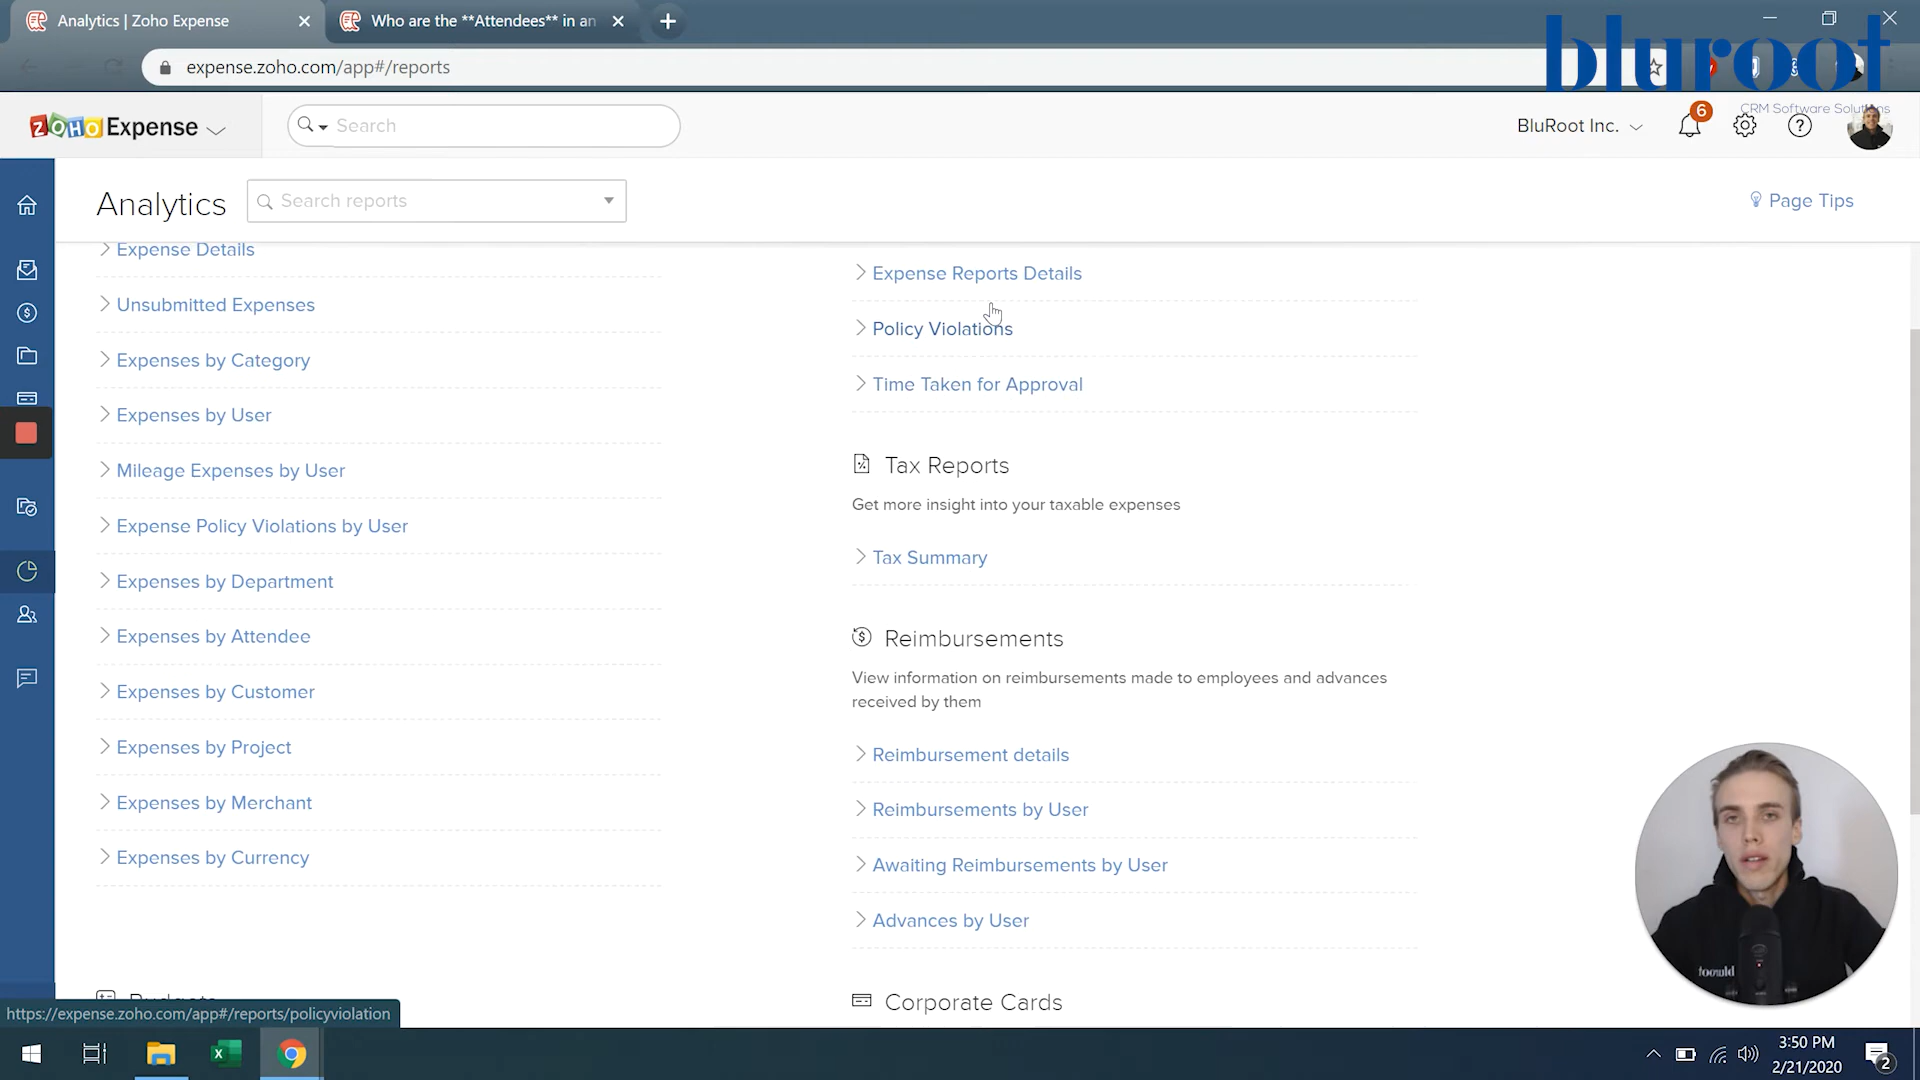 Analytics | Zoho Expense
Who are the **Attendees** in an
expense.zoho.com/app#/reports
bluroot
CRM Software Solutions
ZOHO Expense
Search
BluRoot Inc.
6
Analytics
Search reports
Page Tips
Expense Details
Unsubmitted Expenses
Expenses by Category
Expenses by User
Mileage Expenses by User
Expense Policy Violations by User
Expenses by Department
Expenses by Attendee
Expenses by Customer
Expenses by Project
Expenses by Merchant
Expenses by Currency
Budgets
Expense Reports Details
Policy Violations
Time Taken for Approval
Tax Reports
Get more insight into your taxable expenses
Tax Summary
Reimbursements
View information on reimbursements made to employees and advances
received by them
Reimbursement details
Reimbursements by User
Awaiting Reimbursements by User
Advances by User
Corporate Cards
bluroot
https://expense.zoho.com/app#/reports/policyviolation
3:50 PM
2/21/2020
2